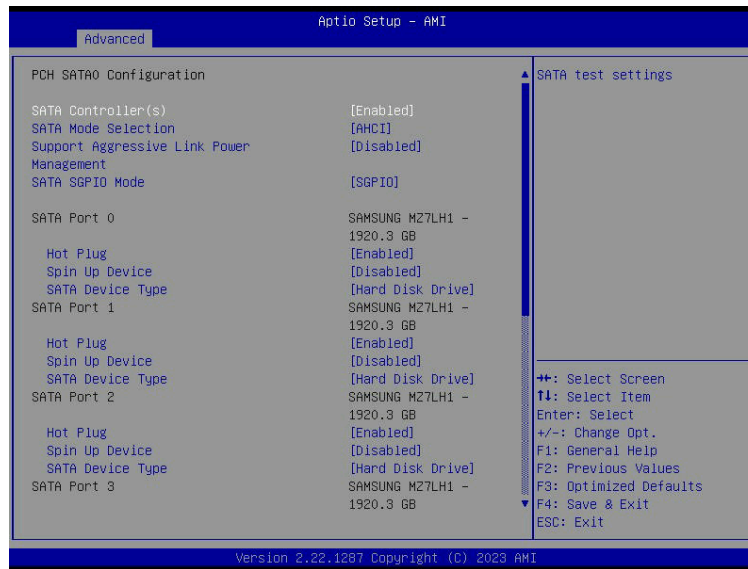 Aptio Setup – AMI
Advanced
PCH SATA0 Configuration
SATA Controller(s) [Enabled]
SATA Mode Selection [AHCI]
Support Aggressive Link Power [Disabled]
Management
SATA SGPIO Mode [SGPIO]
SATA Port 0 SAMSUNG MZ7LH1 –
1920.3 GB
Hot Plug [Enabled]
Spin Up Device [Disabled]
SATA Device Type [Hard Disk Drive]
SATA Port 1 SAMSUNG MZ7LH1 –
1920.3 GB
Hot Plug [Enabled]
Spin Up Device [Disabled]
SATA Device Type [Hard Disk Drive]
SATA Port 2 SAMSUNG MZ7LH1 –
1920.3 GB
Hot Plug [Enabled]
Spin Up Device [Disabled]
SATA Device Type [Hard Disk Drive]
SATA Port 3 SAMSUNG MZ7LH1 –
1920.3 GB
SATA test settings
→←: Select Screen
↑↓: Select Item
Enter: Select
+/-: Change Opt.
F1: General Help
F2: Previous Values
F3: Optimized Defaults
F4: Save & Exit
ESC: Exit
Version 2.22.1287 Copyright (C) 2023 AMI